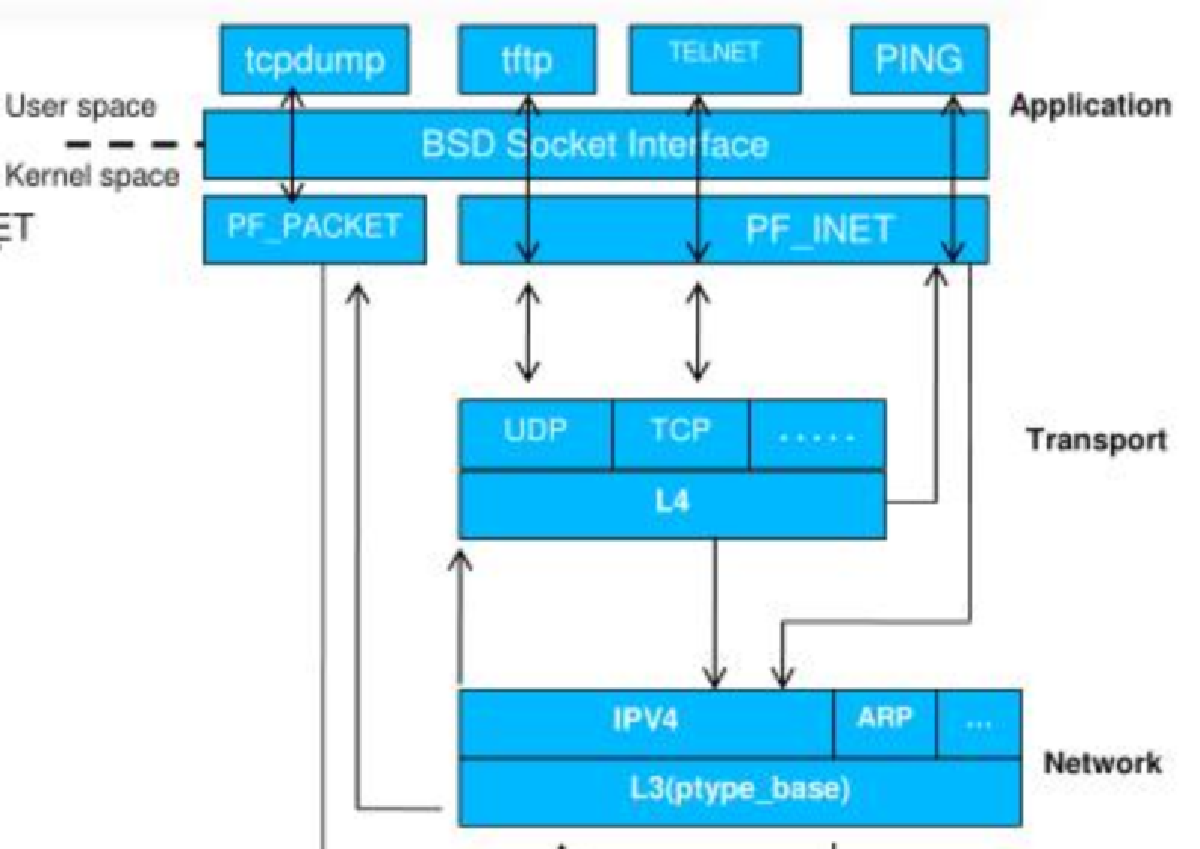 tcpdump
tftp
TELNET
PING
User space
Application
BSD Socket Interface
Kernel space
ET
PF_PACKET
PF_INET
UDP
TCP
.....
Transport
L4
IPV4
ARP
...
Network
L3(ptype_base)